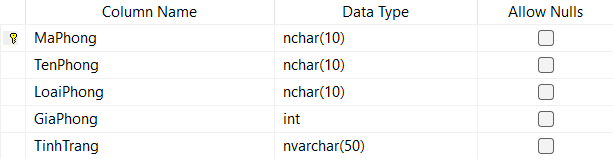 Column Name Data Type Allow Nulls
MaPhong nchar(10)
TenPhong nchar(10)
LoaiPhong nchar(10)
GiaPhong int
TinhTrang nvarchar(50)